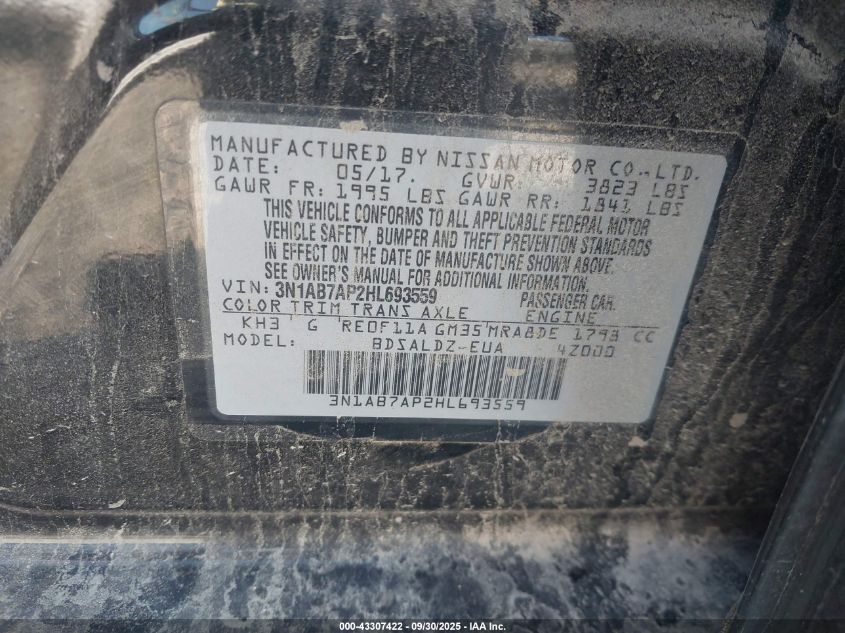 MANUFACTURED BY NISSAN MOTOR CO., LTD.
DATE: 05/17. GVWR: 3823 LBS
GAWR FR: 1995 LBS GAWR RR: 1841 LBS
THIS VEHICLE CONFORMS TO ALL APPLICABLE FEDERAL MOTOR
VEHICLE SAFETY, BUMPER AND THEFT PREVENTION STANDARDS
IN EFFECT ON THE DATE OF MANUFACTURE SHOWN ABOVE.
SEE OWNER'S MANUAL FOR ADDITIONAL INFORMATION.
VIN: 3N1AB7AP2HL693559 PASSENGER CAR.
COLOR TRIM TRANS AXLE ENGINE
KH3 G RE0F11A GM35 MRA8DE 1793 CC
MODEL: BDSALDZ-EUA 4Z000
3N1AB7AP2HL693559
000-43307422 - 09/30/2025 - IAA Inc.